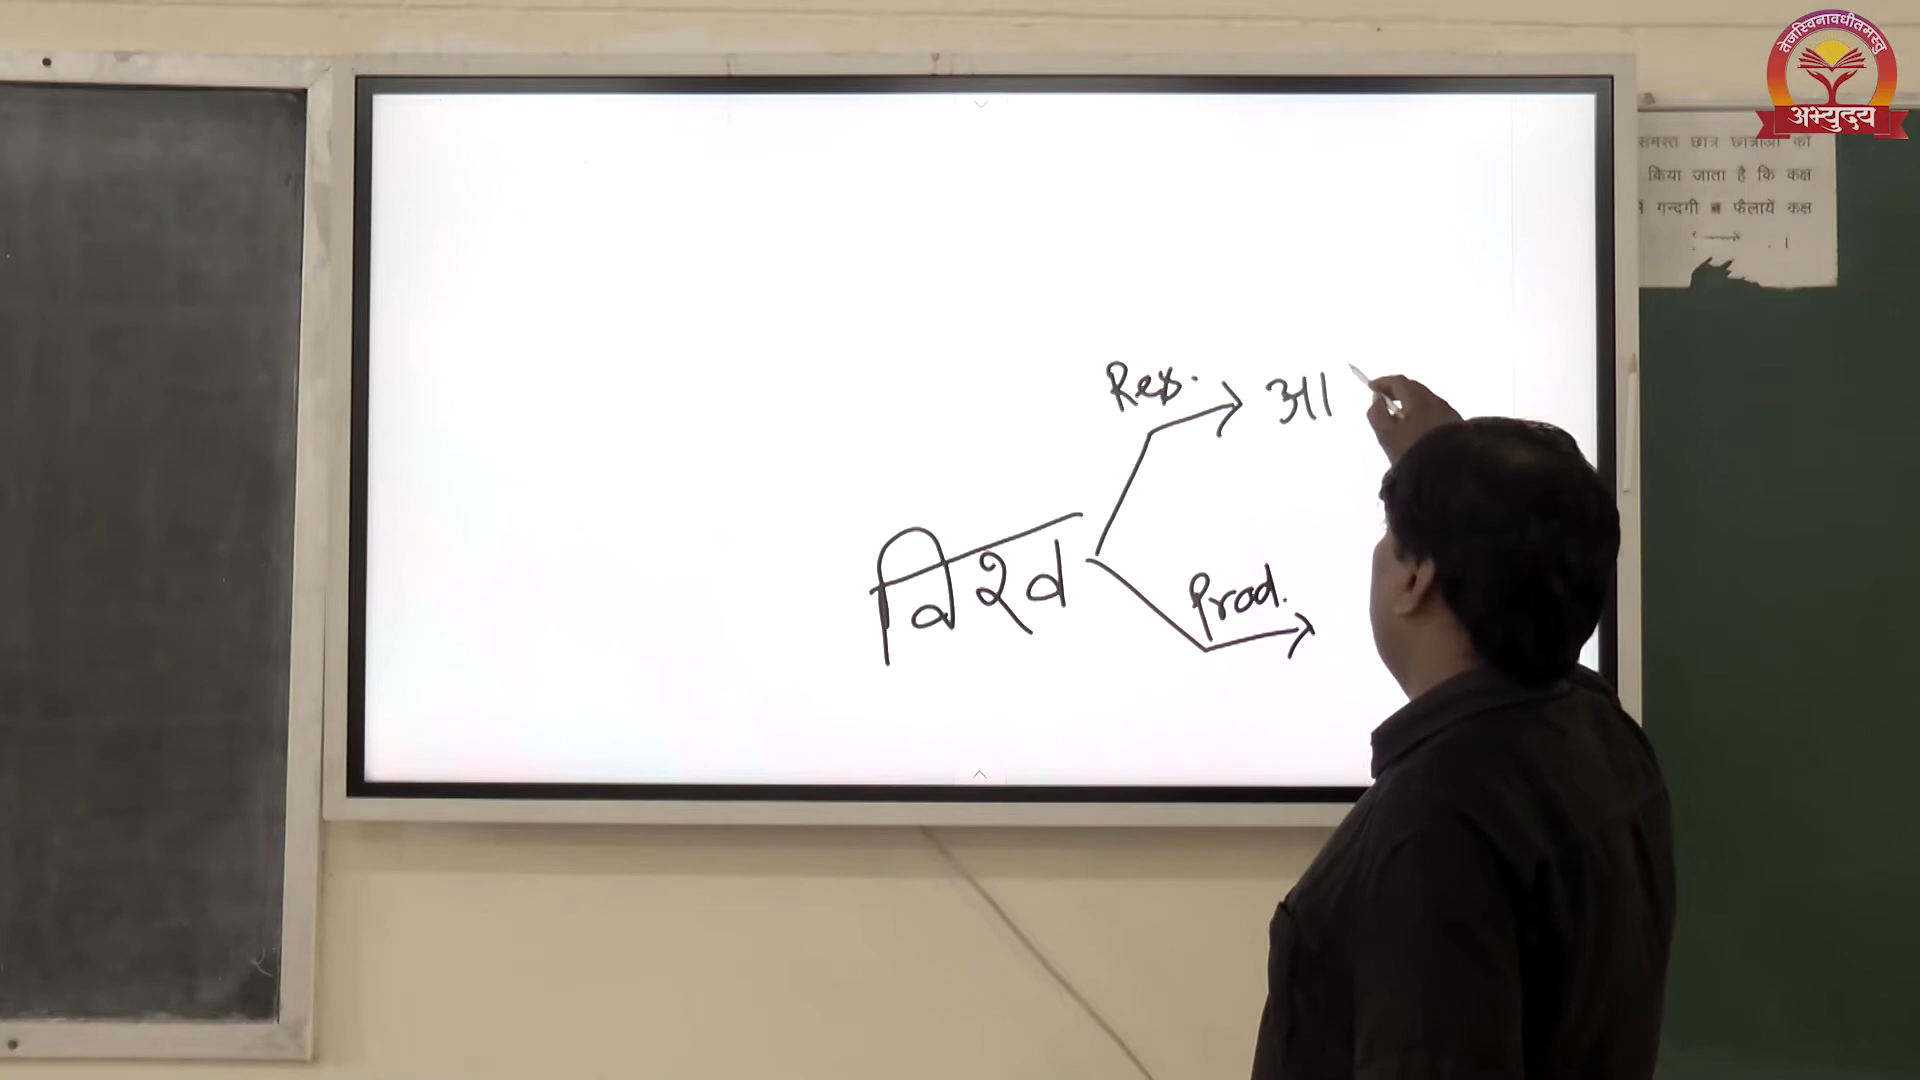 तेजस्विनावधीतमस्तु
अभ्युदय
समस्त छात्र छात्राओं को
किया जाता है कि कक्ष
गन्दगी न फैलायें कक्ष
Res. → आ
विश्व
Prod. →